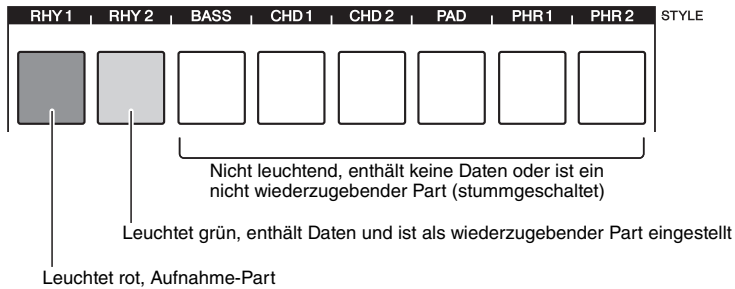 RHY 1 RHY 2 BASS CHD 1 CHD 2 PAD PHR 1 PHR 2 STYLE
Nicht leuchtend, enthält keine Daten oder ist ein
nicht wiederzugebender Part (stummgeschaltet)
Leuchtet grün, enthält Daten und ist als wiederzugebender Part eingestellt
Leuchtet rot, Aufnahme-Part